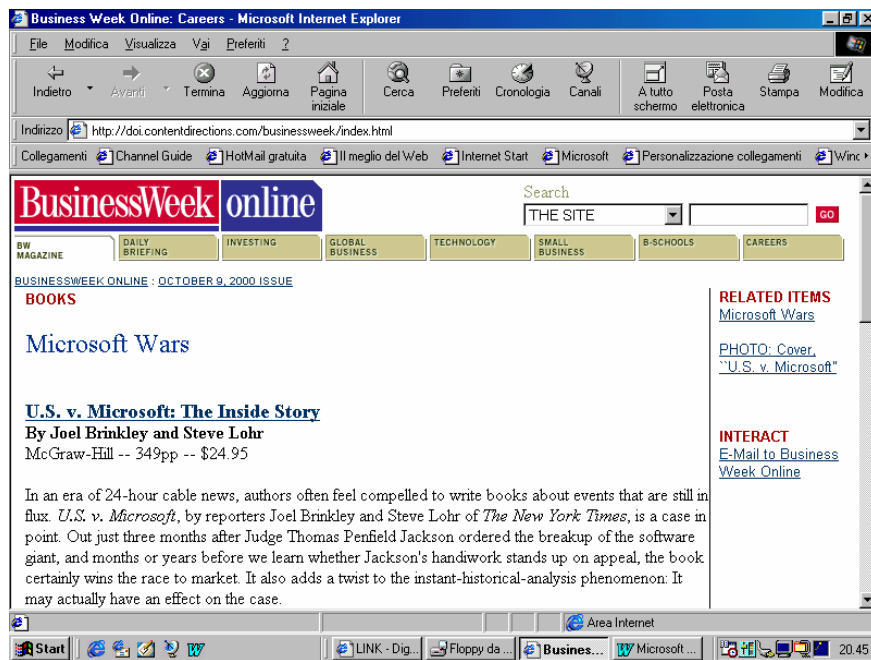 Business Week Online: Careers - Microsoft Internet Explorer
File Modifica Visualizza Vai Preferiti ?
Indietro Avanti Termina Aggiorna Pagina iniziale Cerca Preferiti Cronologia Canali A tutto schermo Posta elettronica Stampa Modifica
Indirizzo http://doi.contentdirections.com/businessweek/index.html
Collegamenti Channel Guide HotMail gratuita Il meglio del Web Internet Start Microsoft Personalizzazione collegamenti
BusinessWeek online
Search
THE SITE GO
BW MAGAZINE DAILY BRIEFING INVESTING GLOBAL BUSINESS TECHNOLOGY SMALL BUSINESS B-SCHOOLS CAREERS
BUSINESSWEEK ONLINE : OCTOBER 9, 2000 ISSUE
BOOKS
Microsoft Wars
U.S. v. Microsoft: The Inside Story
By Joel Brinkley and Steve Lohr
McGraw-Hill -- 349pp -- $24.95
In an era of 24-hour cable news, authors often feel compelled to write books about events that are still in
flux. U.S. v. Microsoft, by reporters Joel Brinkley and Steve Lohr of The New York Times, is a case in
point. Out just three months after Judge Thomas Penfield Jackson ordered the breakup of the software
giant, and months or years before we learn whether Jackson's handiwork stands up on appeal, the book
certainly wins the race to market. It also adds a twist to the instant-historical-analysis phenomenon: It
may actually have an effect on the case.
RELATED ITEMS
Microsoft Wars
PHOTO: Cover,
``U.S. v. Microsoft''
INTERACT
E-Mail to Business
Week Online
Area Internet
Start LINK - Dig... Floppy da ... Busines... Microsoft ... 20.45